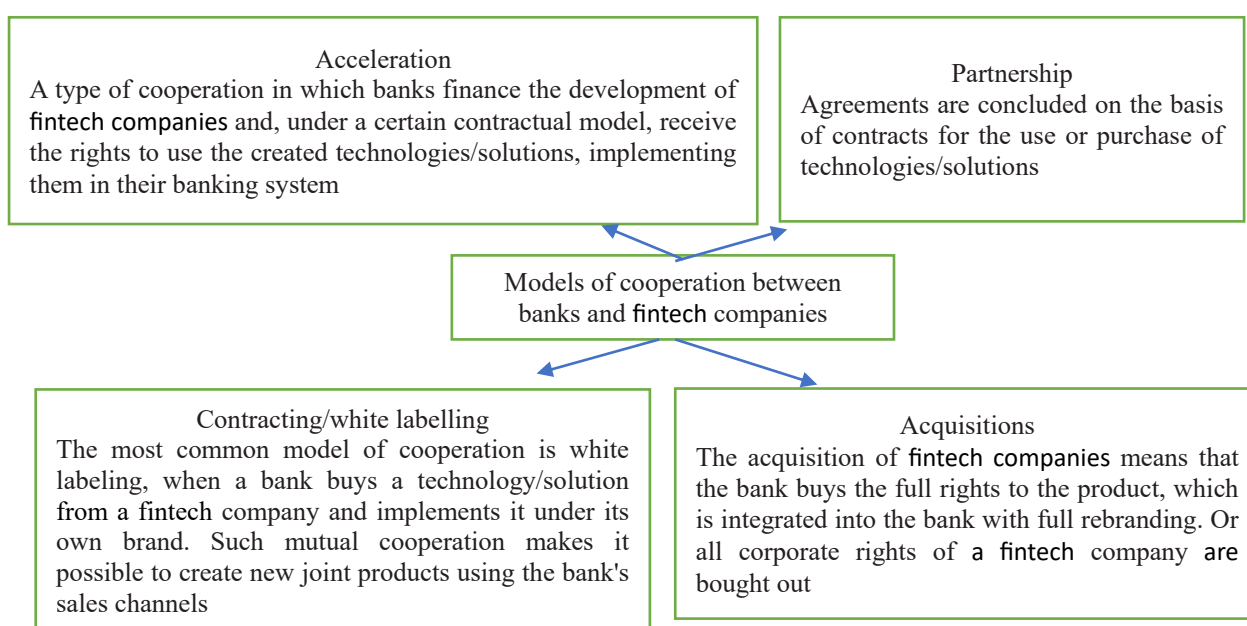 Acceleration
A type of cooperation in which banks finance the development of
fintech companies and, under a certain contractual model, receive
the rights to use the created technologies/solutions, implementing
them in their banking system
Partnership
Agreements are concluded on the basis
of contracts for the use or purchase of
technologies/solutions
Models of cooperation between
banks and fintech companies
Contracting/white labelling
The most common model of cooperation is white
labeling, when a bank buys a technology/solution
from a fintech company and implements it under its
own brand. Such mutual cooperation makes it
possible to create new joint products using the bank's
sales channels
Acquisitions
The acquisition of fintech companies means that
the bank buys the full rights to the product, which
is integrated into the bank with full rebranding. Or
all corporate rights of a fintech company are
bought out